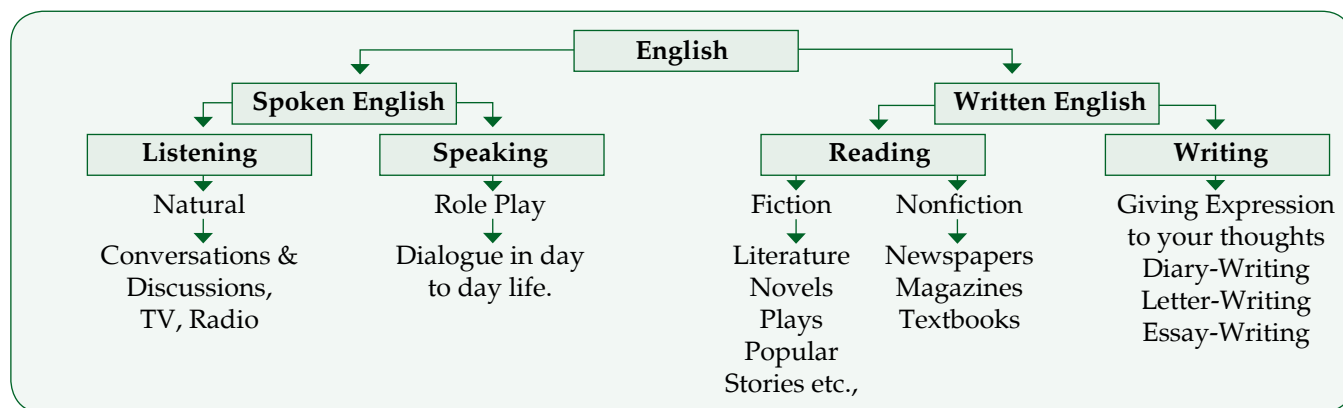 English
Spoken English
Written English
Listening
Speaking
Reading
Writing
Natural
Conversations &
Discussions,
TV, Radio
Role Play
Dialogue in day
to day life.
Fiction
Literature
Novels
Plays
Popular
Stories etc.,
Nonfiction
Newspapers
Magazines
Textbooks
Giving Expression
to your thoughts
Diary-Writing
Letter-Writing
Essay-Writing